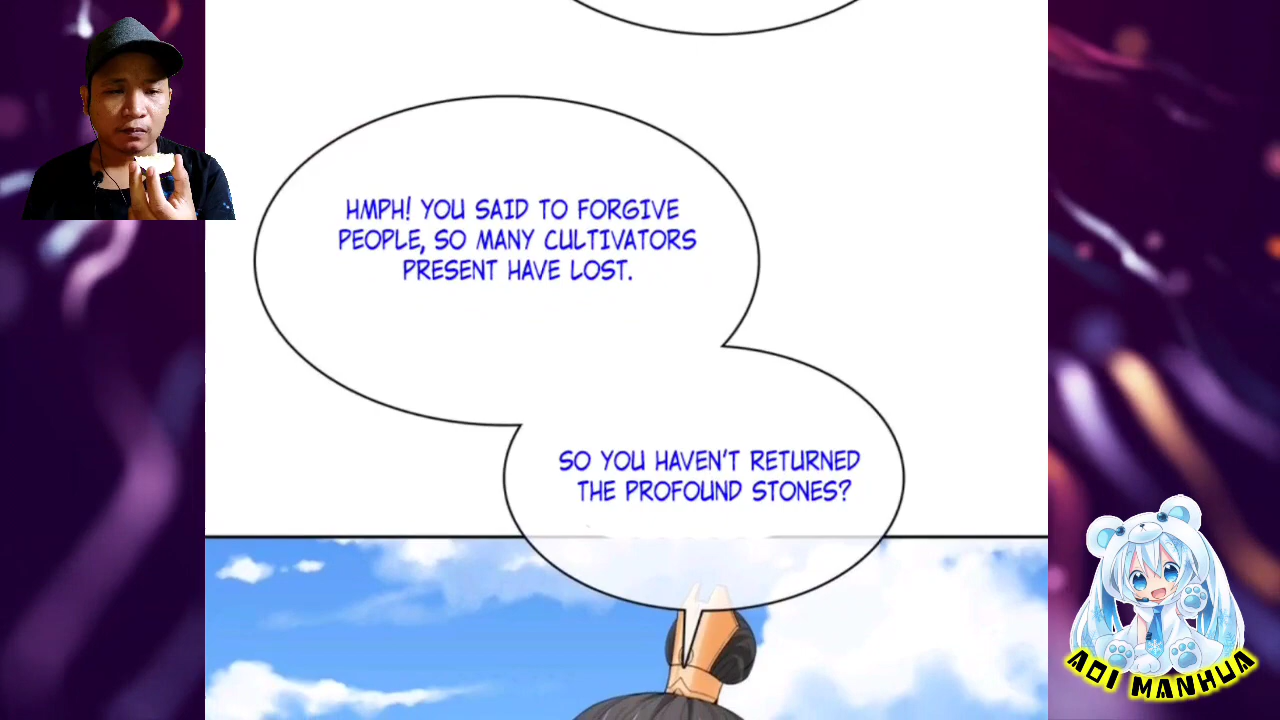 HMPH! YOU SAID TO FORGIVE
PEOPLE, SO MANY CULTIVATORS
PRESENT HAVE LOST.
SO YOU HAVEN'T RETURNED
THE PROFOUND STONES?
AOI MANHUA